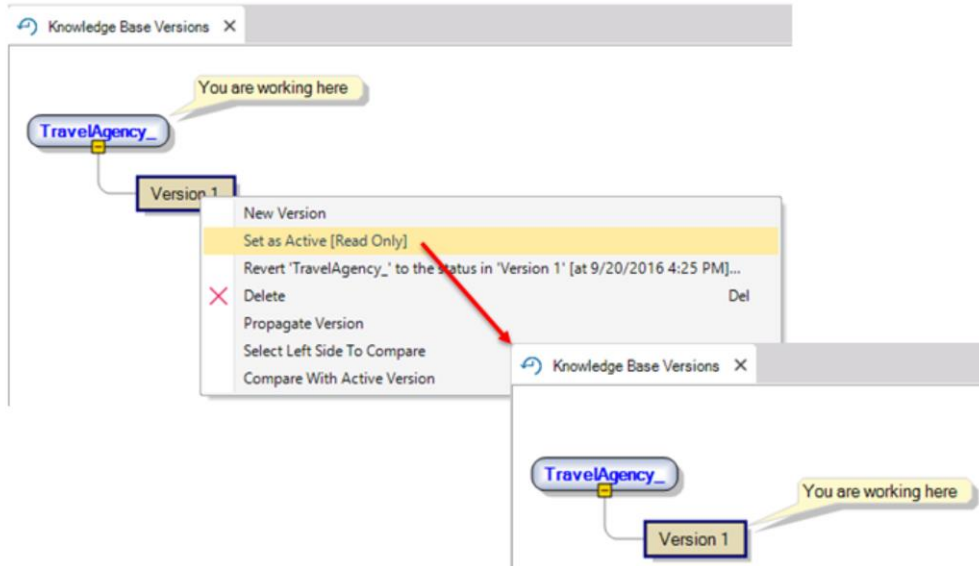 Knowledge Base Versions
You are working here
TravelAgency_
Version 1
New Version
Set as Active [Read Only]
Revert 'TravelAgency_' to the status in 'Version 1' [at 9/20/2016 4:25 PM]...
Delete Del
Propagate Version
Select Left Side To Compare
Compare With Active Version
Knowledge Base Versions
TravelAgency_
You are working here
Version 1